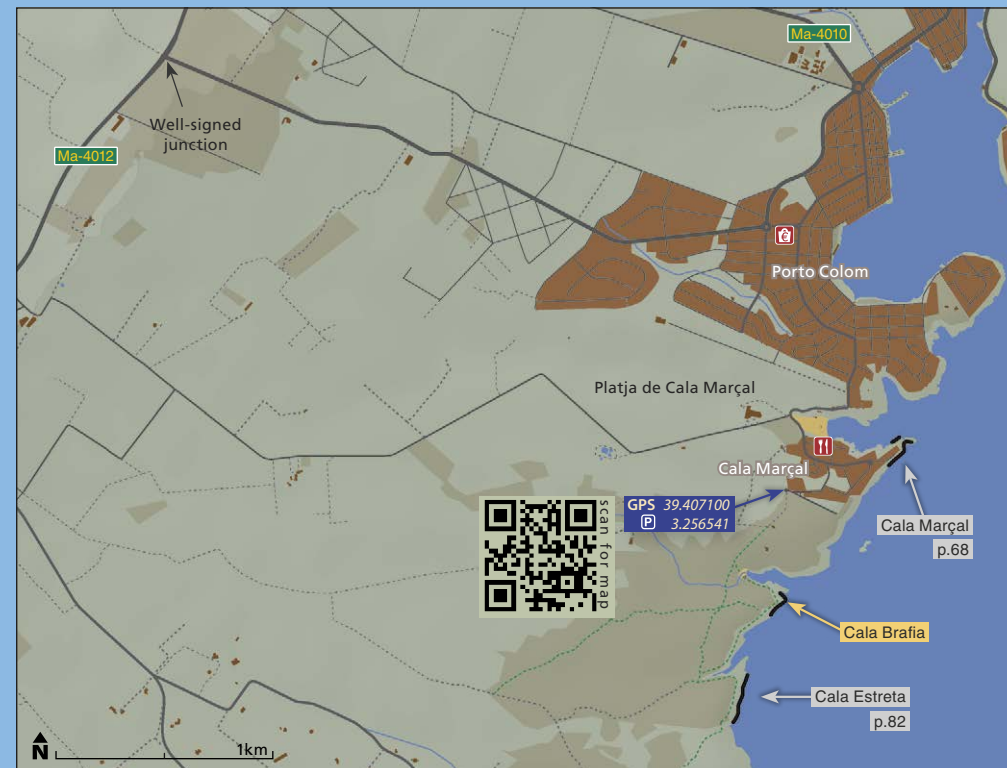 Ma-4010
Well-signed
junction
Ma-4012
Porto Colom
Platja de Cala Marçal
Cala Marçal
GPS 39.407100
P 3.256541
scan for map
Cala Marçal
p.68
Cala Brafia
Cala Estreta
p.82
N
1km